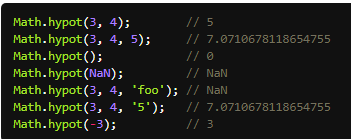 Math.hypot(3, 4);        // 5
Math.hypot(3, 4, 5);     // 7.0710678118654755
Math.hypot();            // 0
Math.hypot(NaN);         // NaN
Math.hypot(3, 4, 'foo'); // NaN
Math.hypot(3, 4, '5');   // 7.0710678118654755
Math.hypot(-3);          // 3